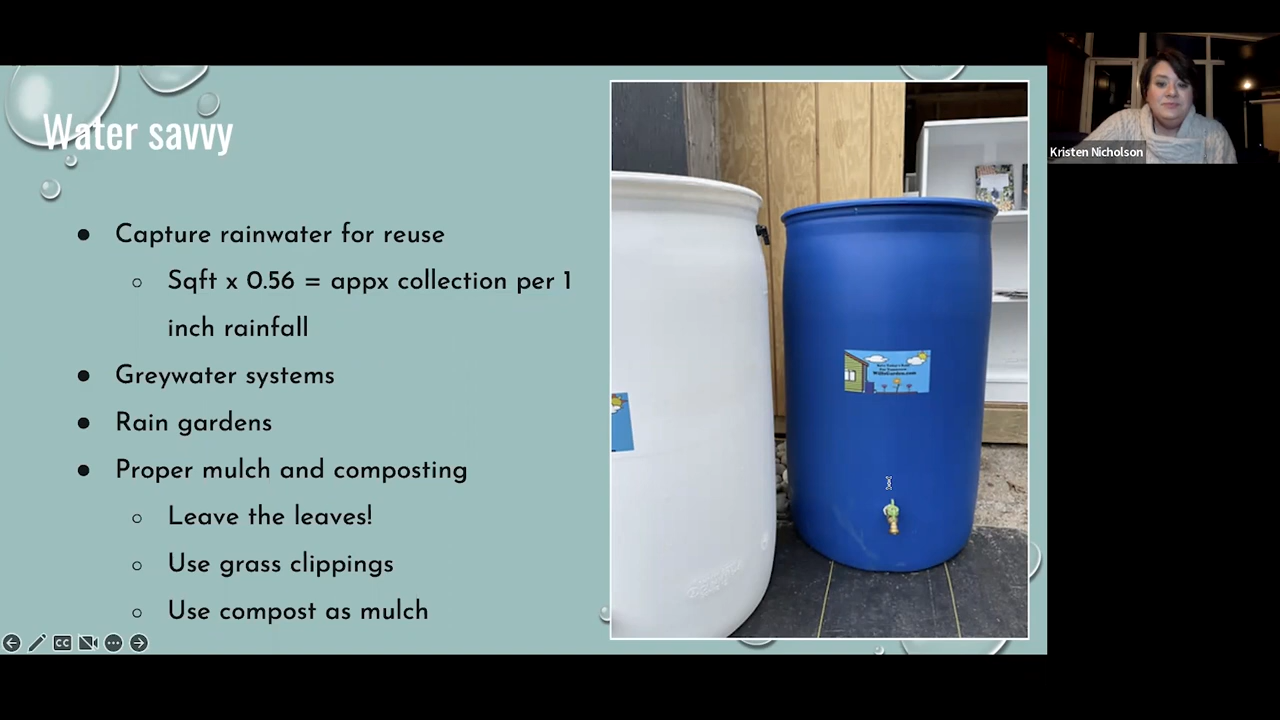 Water savvy
Capture rainwater for reuse
Sqft x 0.56 = appx collection per 1
inch rainfall
Greywater systems
Rain gardens
Proper mulch and composting
Leave the leaves!
Use grass clippings
Use compost as mulch
CC
Kristen Nicholson